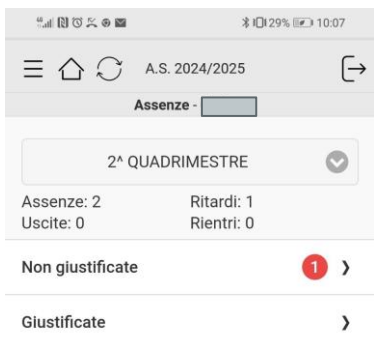 29% 10:07
A.S. 2024/2025
Assenze -
2^ QUADRIMESTRE
Assenze: 2 Ritardi: 1
Uscite: 0 Rientri: 0
Non giustificate 1
Giustificate